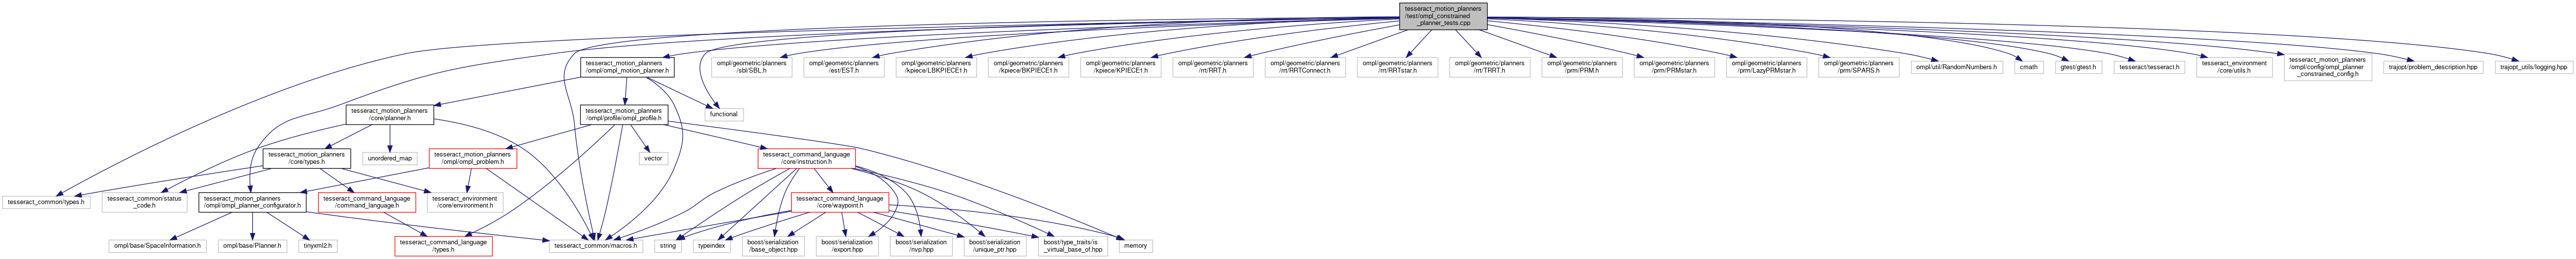 tesseract_motion_planners
/test/ompl_constrained
_planner_tests.cpp
tesseract_motion_planners
/ompl/ompl_motion_planner.h
ompl/geometric/planners
/sbl/SBL.h
ompl/geometric/planners
/est/EST.h
ompl/geometric/planners
/kpiece/LBKPIECE1.h
ompl/geometric/planners
/kpiece/BKPIECE1.h
ompl/geometric/planners
/kpiece/KPIECE1.h
ompl/geometric/planners
/rrt/RRT.h
ompl/geometric/planners
/rrt/RRTConnect.h
ompl/geometric/planners
/rrt/RRTstar.h
ompl/geometric/planners
/rrt/TRRT.h
ompl/geometric/planners
/prm/PRM.h
ompl/geometric/planners
/prm/PRMstar.h
ompl/geometric/planners
/prm/LazyPRMstar.h
ompl/geometric/planners
/prm/SPARS.h
ompl/util/RandomNumbers.h
cmath
gtest/gtest.h
tesseract/tesseract.h
tesseract_environment
/core/utils.h
tesseract_motion_planners
/ompl/config/ompl_planner
_constrained_config.h
trajopt/problem_description.hpp
trajopt_utils/logging.hpp
tesseract_motion_planners
/core/planner.h
tesseract_motion_planners
/ompl/profile/ompl_profile.h
functional
tesseract_motion_planners
/core/types.h
unordered_map
tesseract_motion_planners
/ompl/ompl_problem.h
vector
tesseract_command_language
/core/instruction.h
tesseract_common/types.h
tesseract_common/status
_code.h
tesseract_motion_planners
/ompl/ompl_planner_configurator.h
tesseract_command_language
/command_language.h
tesseract_environment
/core/environment.h
tesseract_command_language
/core/waypoint.h
ompl/base/SpaceInformation.h
ompl/base/Planner.h
tinyxml2.h
tesseract_command_language
/types.h
tesseract_common/macros.h
string
typeindex
boost/serialization
/base_object.hpp
boost/serialization
/export.hpp
boost/serialization
/nvp.hpp
boost/serialization
/unique_ptr.hpp
boost/type_traits/is
_virtual_base_of.hpp
memory